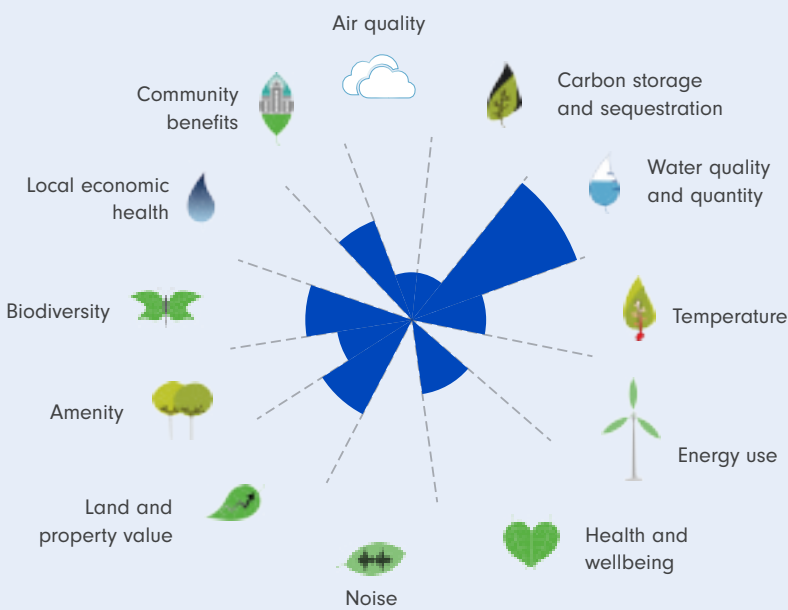 Air quality
Carbon storage
and sequestration
Water quality
and quantity
Temperature
Energy use
Health and
wellbeing
Noise
Land and
property value
Amenity
Biodiversity
Local economic
health
Community
benefits